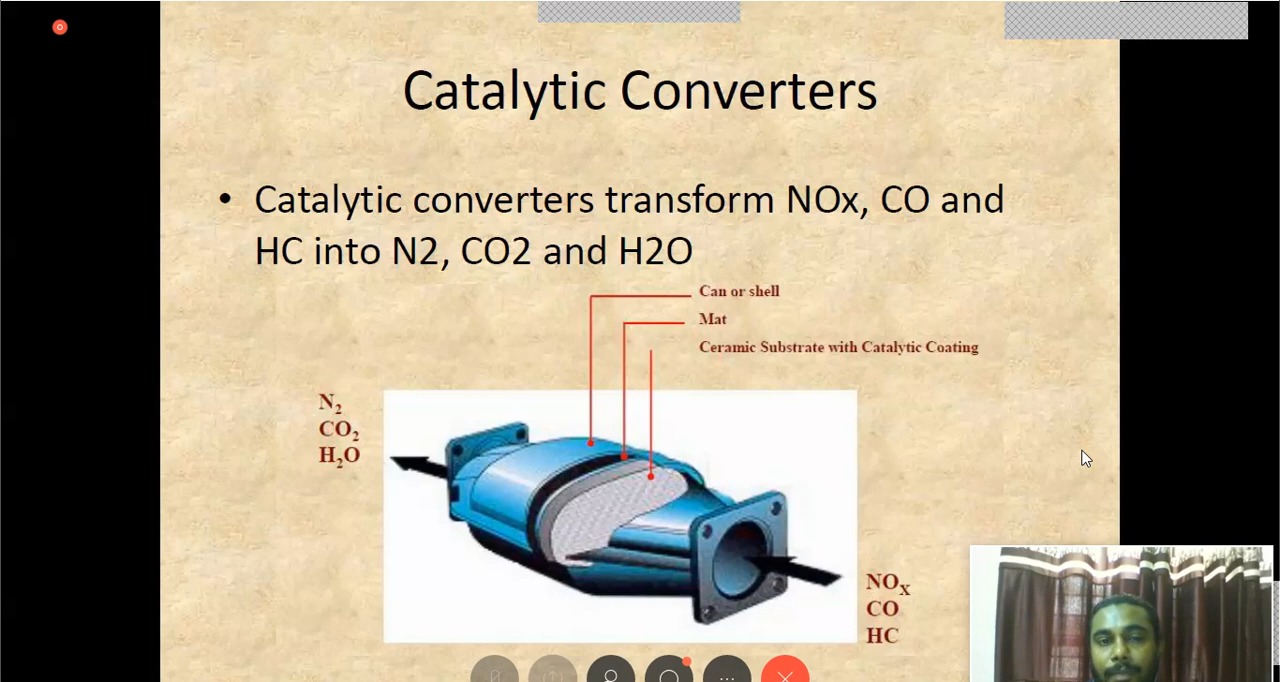 Catalytic Converters
• Catalytic converters transform NOx, CO and
HC into N2, CO2 and H2O
Can or shell
Mat
Ceramic Substrate with Catalytic Coating
N₂
CO₂
H₂O
NOₓ
CO
HC